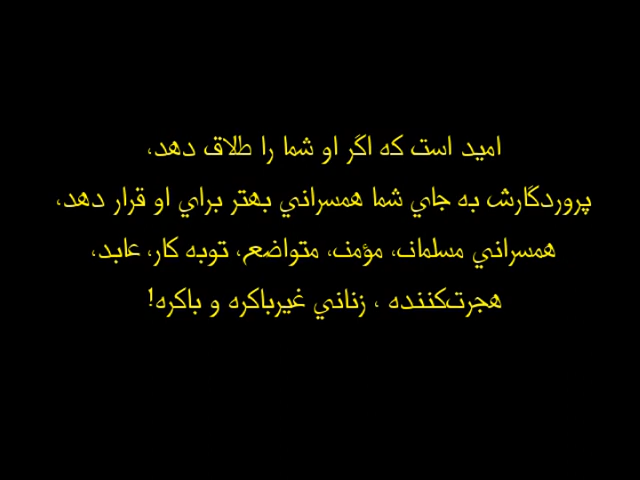 امید است که اگر او شما را طلاق دهد،
پروردگارش به جاي شما همسراني بهتر براي او قرار دهد،
همسراني مسلمان، مؤمن، متواضع، توبه کار، عابد،
هجرت‌کننده ، زناني غیرباکره و باکره!